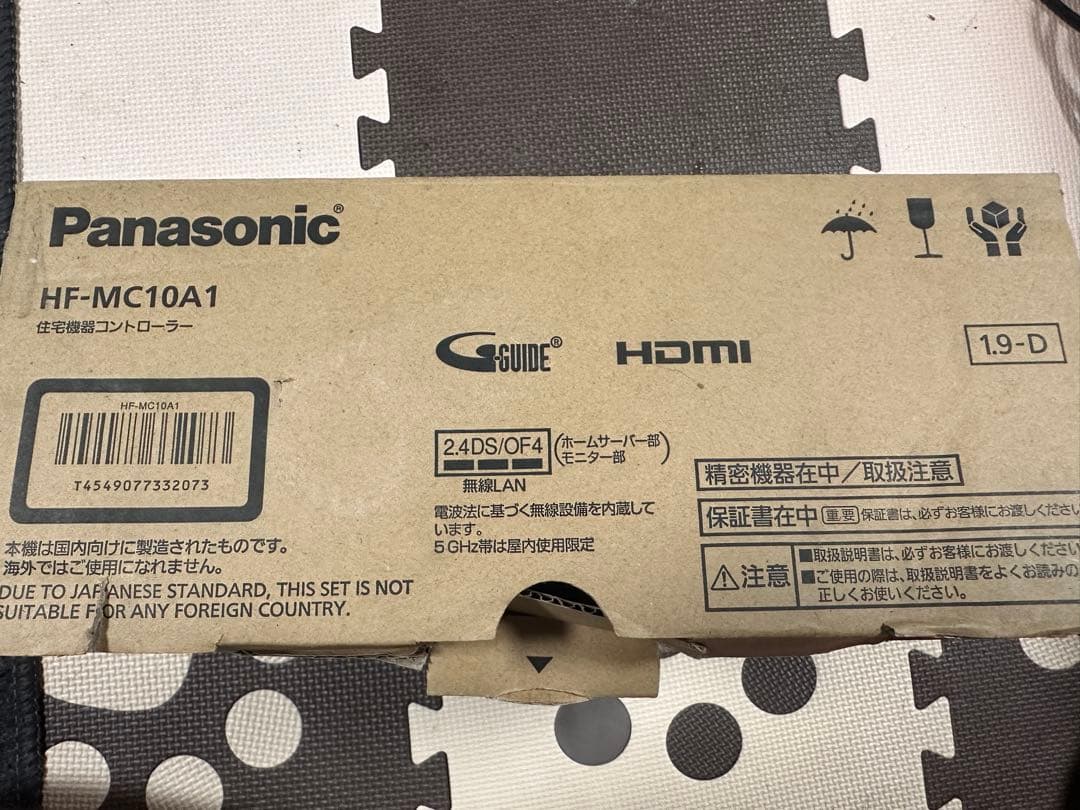 Panasonic®
HF-MC10A1
住宅機器コントローラー
G-GUIDE® HDMI
1.9-D
HF-MC10A1
T4549077332073
2.4DS/OF4 (ホームサーバー部
モニター部)
無線LAN
電波法に基づく無線設備を内蔵して
います。
5GHz帯は屋内使用限定
本機は国内向けに製造されたものです。
海外ではご使用になれません。
DUE TO JAPANESE STANDARD, THIS SET IS NOT
SUITABLE FOR ANY FOREIGN COUNTRY.
精密機器在中/取扱注意
保証書在中 重要 保証書は、必ずお客様にお渡しください
注意
■取扱説明書は、必ずお客様にお渡しください
■ご使用の際は、取扱説明書をよくお読みの
正しくお使いください。